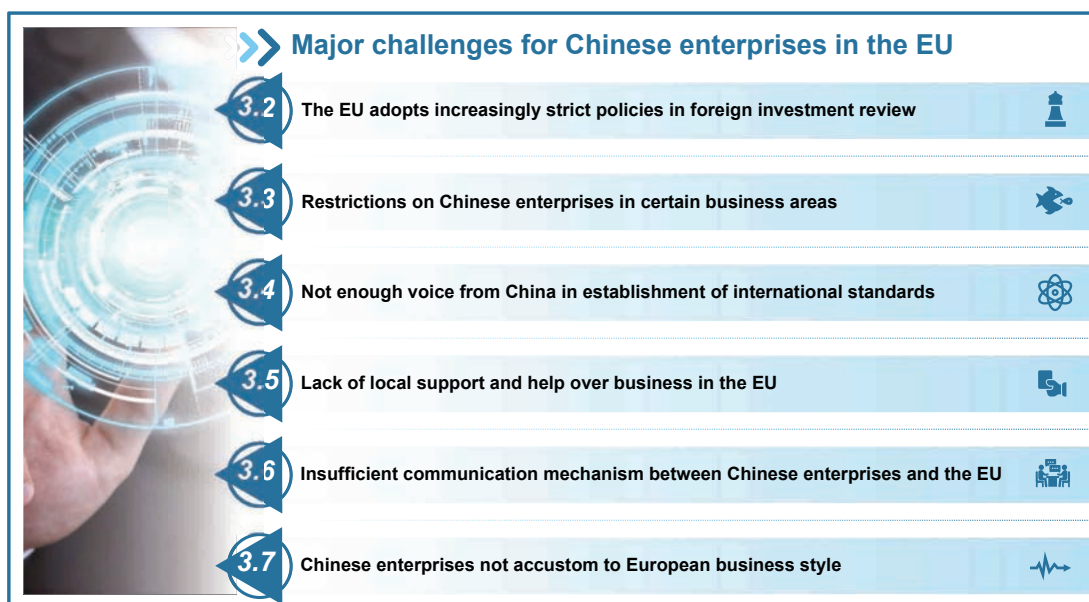 Major challenges for Chinese enterprises in the EU
3.2 The EU adopts increasingly strict policies in foreign investment review
3.3 Restrictions on Chinese enterprises in certain business areas
3.4 Not enough voice from China in establishment of international standards
3.5 Lack of local support and help over business in the EU
3.6 Insufficient communication mechanism between Chinese enterprises and the EU
3.7 Chinese enterprises not accustom to European business style